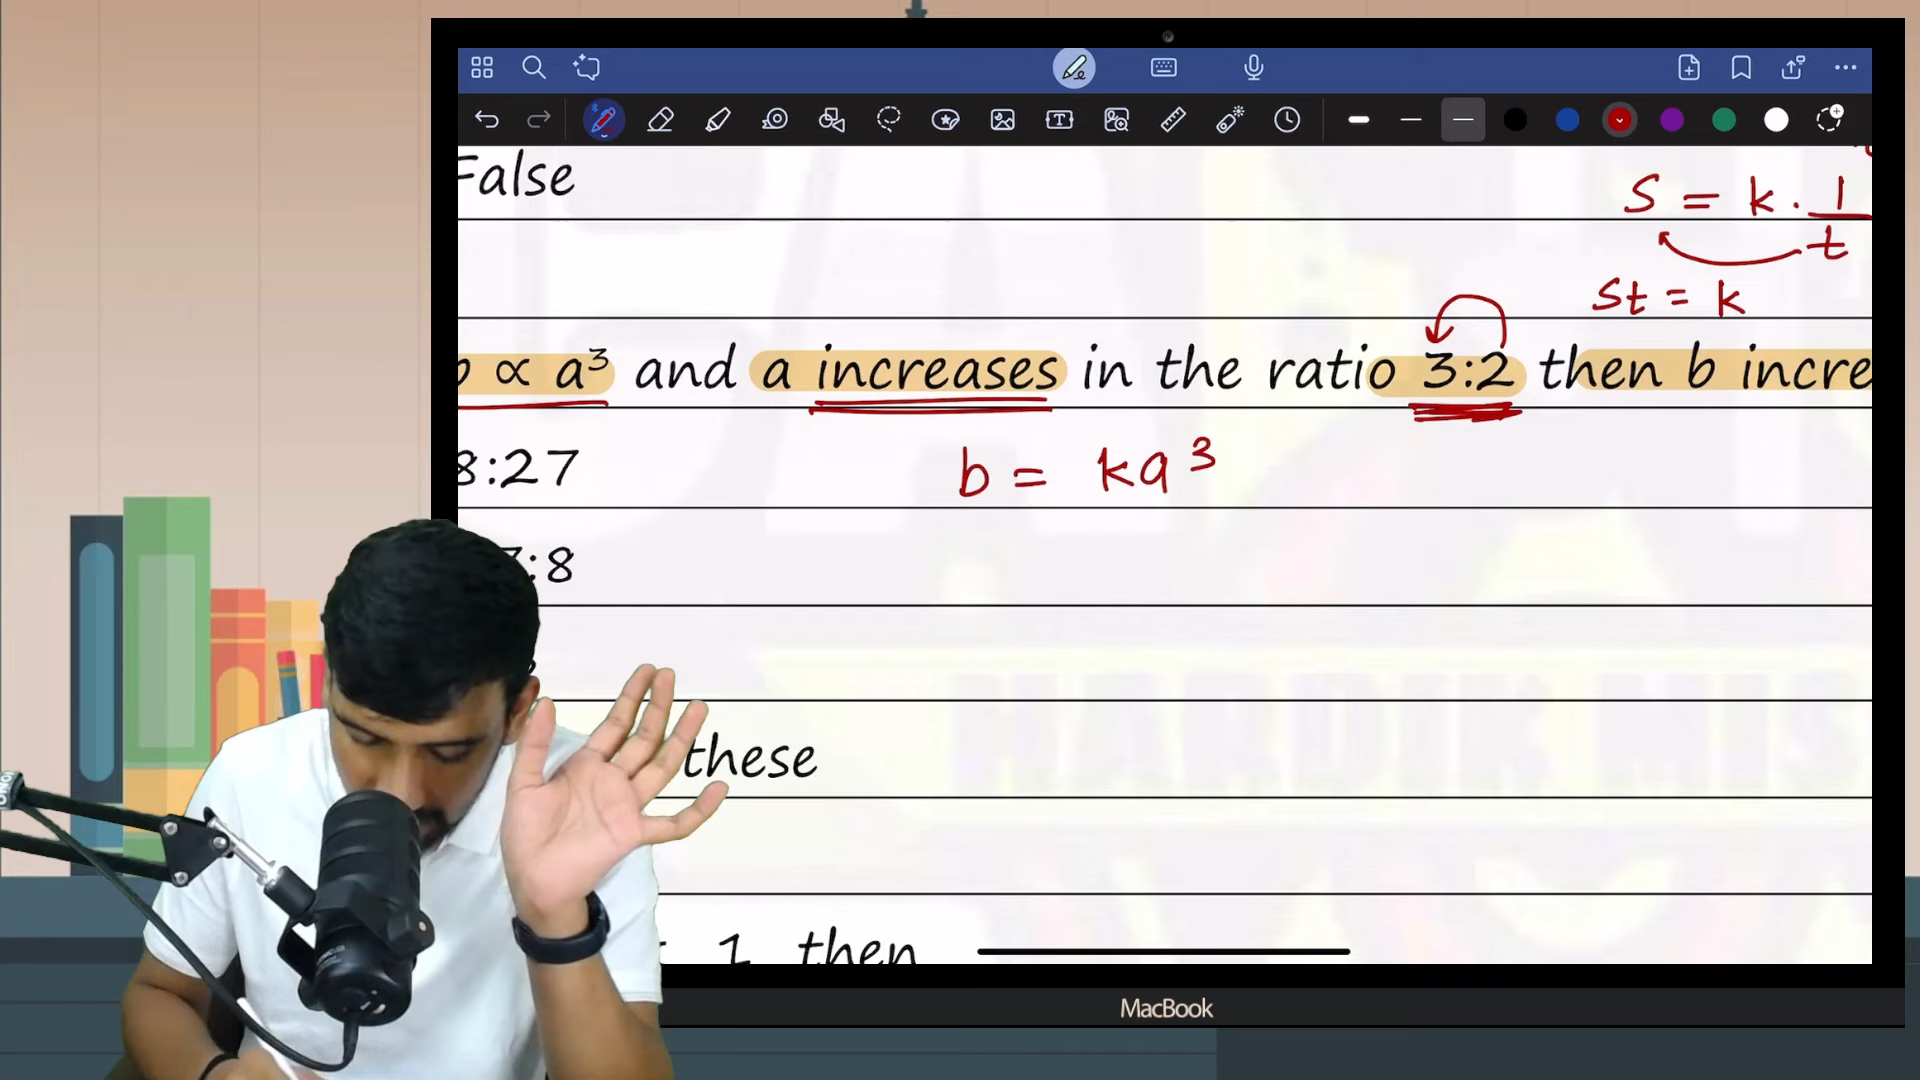 False
S = k · 1/t
St = k
∝ a³ and a increases in the ratio 3:2 then b incre
8:27
b = ka³
:8
these
1 then
MacBook